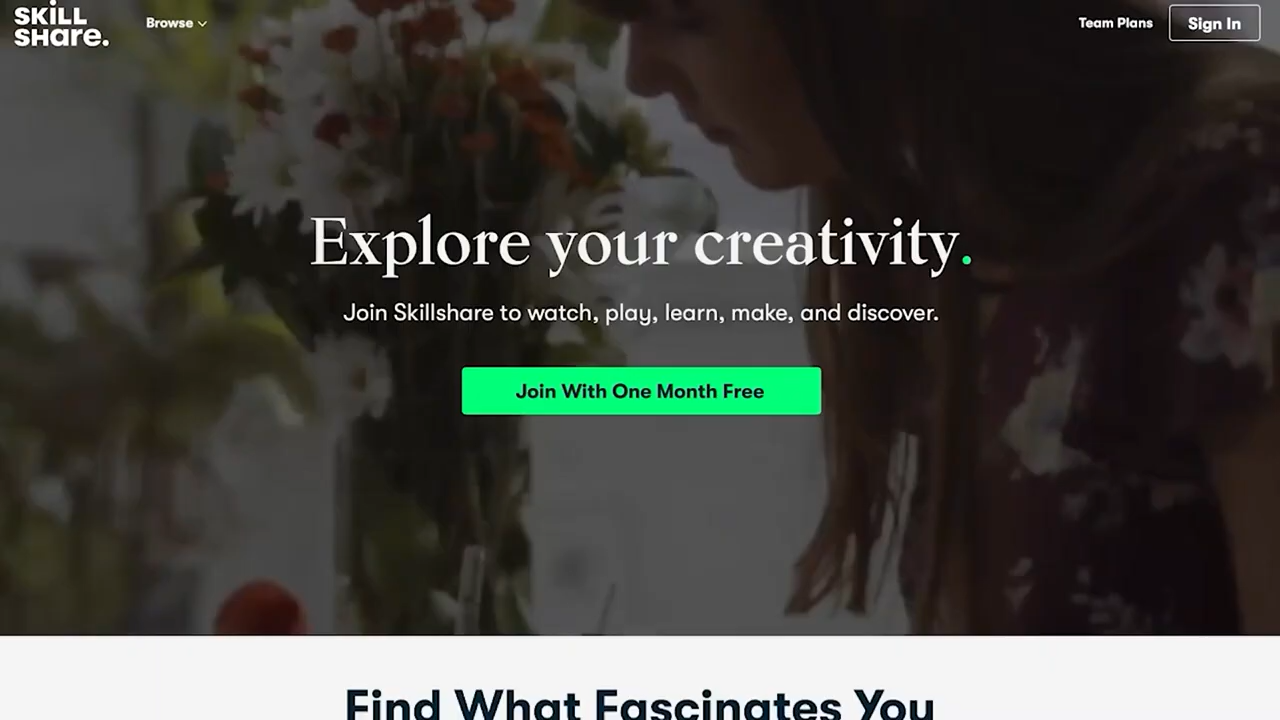 SKiLL
SHare.
Browse
Team Plans
Sign In
Explore your creativity.
Join Skillshare to watch, play, learn, make, and discover.
Join With One Month Free
Find What Fascinates You